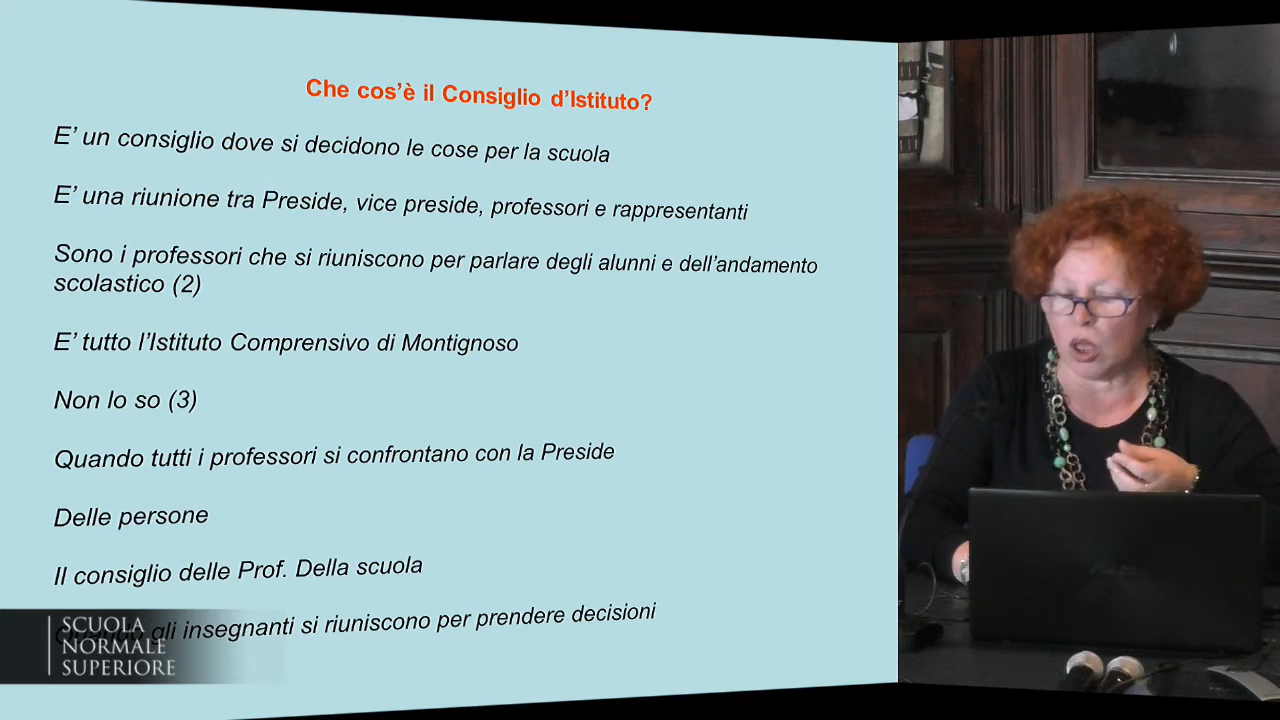 Che cos'è il Consiglio d'Istituto?
E' un consiglio dove si decidono le cose per la scuola
E' una riunione tra Preside, vice preside, professori e rappresentanti
Sono i professori che si riuniscono per parlare degli alunni e dell'andamento
scolastico (2)
E' tutto l'Istituto Comprensivo di Montignoso
Non lo so (3)
Quando tutti i professori si confrontano con la Preside
Delle persone
Il consiglio delle Prof. Della scuola
Quando gli insegnanti si riuniscono per prendere decisioni
SCUOLA
NORMALE
SUPERIORE